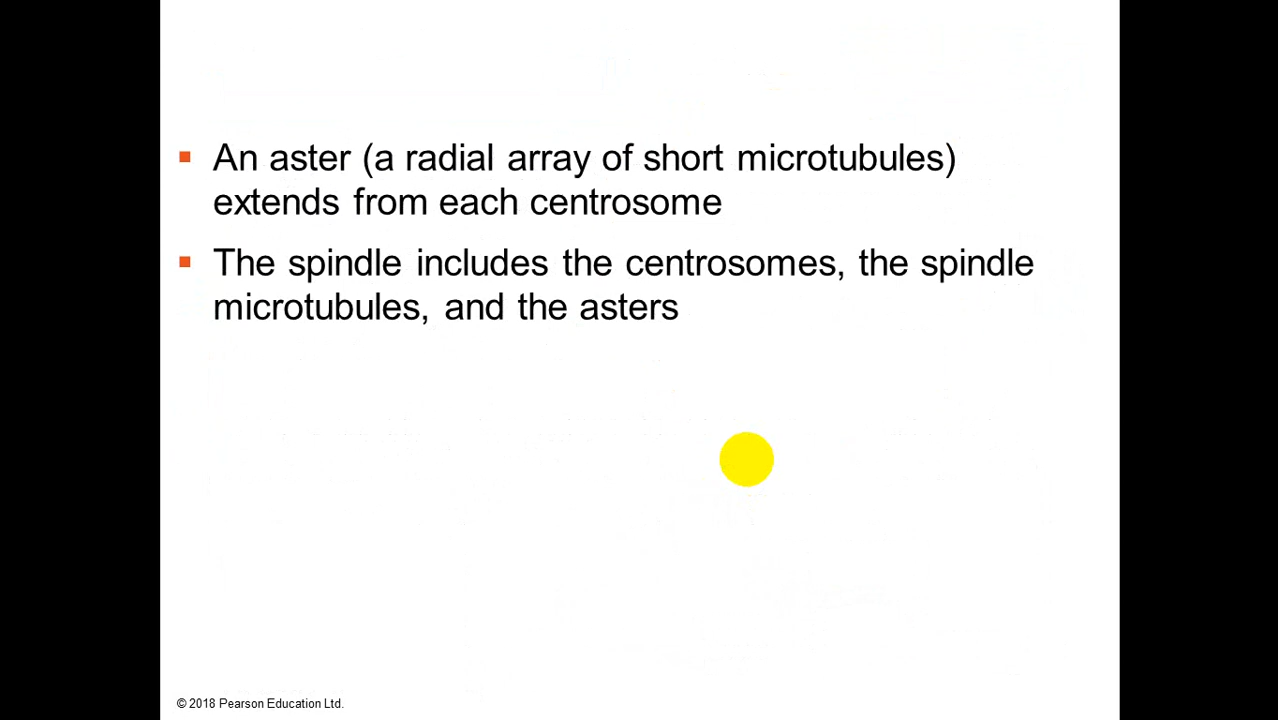 An aster (a radial array of short microtubules)
extends from each centrosome
The spindle includes the centrosomes, the spindle
microtubules, and the asters
© 2018 Pearson Education Ltd.